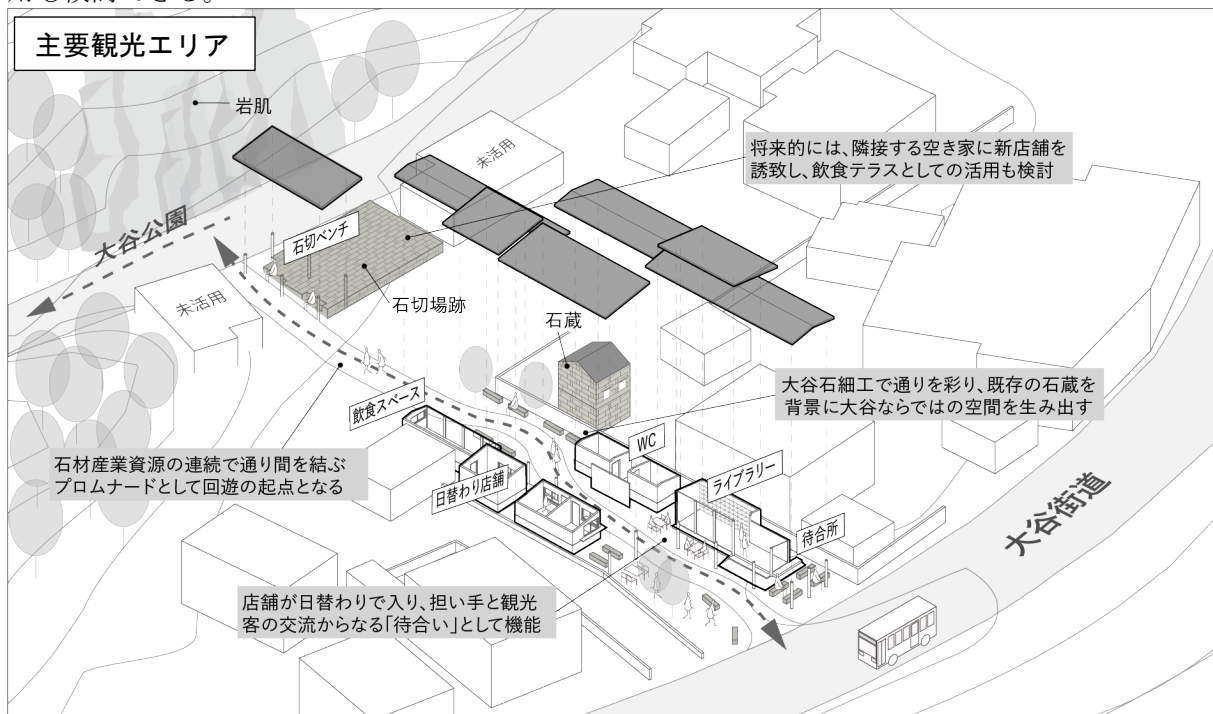 主要観光エリア
岩肌
未活用
将来的には、隣接する空き家に新店舗を
誘致し、飲食テラスとしての活用も検討
大谷公園
石切ベンチ
未活用
石切場跡
石蔵
大谷石細工で通りを彩り、既存の石蔵を
背景に大谷ならではの空間を生み出す
飲食スペース
WC
石材産業資源の連続で通り間を結ぶ
プロムナードとして回遊の起点となる
日替わり店舗
ライブラリー
待合所
大谷街道
店舗が日替わりで入り、担い手と観光
客の交流からなる「待合い」として機能